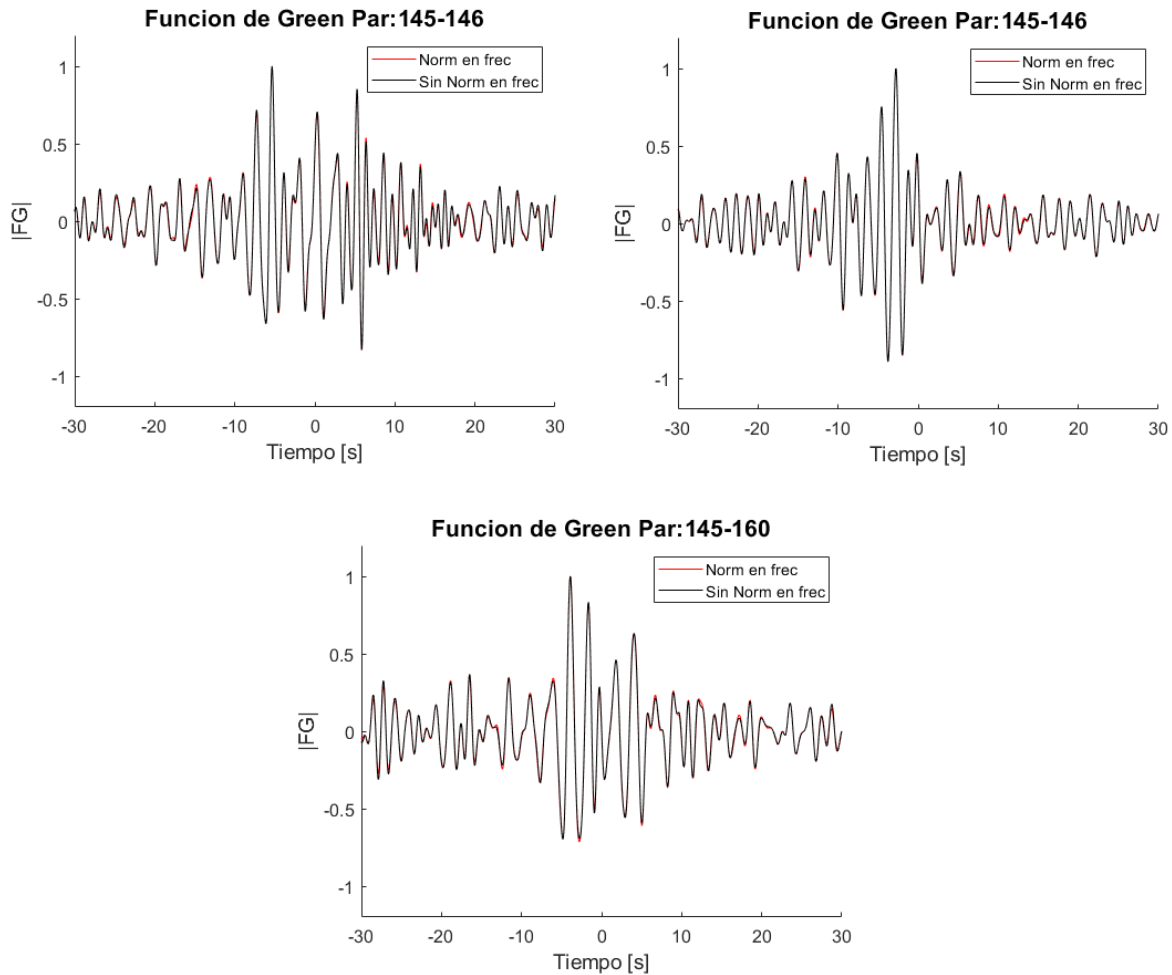 Funcion de Green Par:145-146
Norm en frec
Sin Norm en frec
1
0.5
0
-0.5
-1
|FG|
-30 -20 -10 0 10 20 30
Tiempo [s]
Funcion de Green Par:145-146
Norm en frec
Sin Norm en frec
1
0.5
0
-0.5
-1
|FG|
-30 -20 -10 0 10 20 30
Tiempo [s]
Funcion de Green Par:145-160
Norm en frec
Sin Norm en frec
1
0.5
0
-0.5
-1
|FG|
-30 -20 -10 0 10 20 30
Tiempo [s]